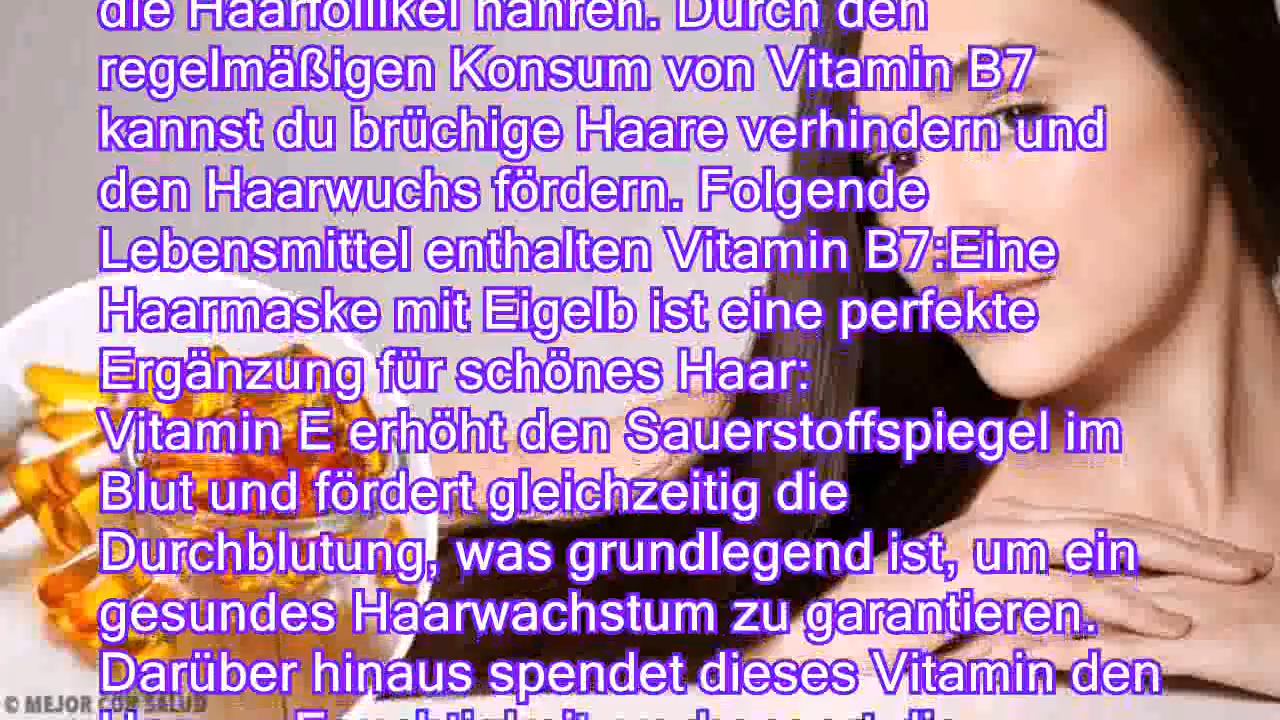 die Haarfollikel nähren. Durch den
regelmäßigen Konsum von Vitamin B7
kannst du brüchige Haare verhindern und
den Haarwuchs fördern. Folgende
Lebensmittel enthalten Vitamin B7:Eine
Haarmaske mit Eigelb ist eine perfekte
Ergänzung für schönes Haar:
Vitamin E erhöht den Sauerstoffspiegel im
Blut und fördert gleichzeitig die
Durchblutung, was grundlegend ist, um ein
gesundes Haarwachstum zu garantieren.
Darüber hinaus spendet dieses Vitamin den
© MEJOR CON SALUD